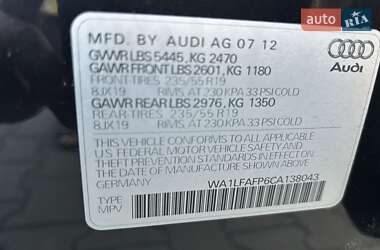 auto RIA.com
MFD. BY AUDI AG 07 12
GVWR LBS 5445, KG 2470
GAWR FRONT LBS 2601, KG 1180
FRONT-TIRES 235/55 R19
8JX19 RIMS AT 230 KPA 33 PSI COLD
GAWR REAR LBS 2976, KG 1350
REAR-TIRES 235/55 R19
8JX19 RIMS AT 230 KPA 33 PSI COLD
Audi
THIS VEHICLE CONFORMS TO ALL APPLICABLE
U S FEDERAL MOTOR VEHICLE SAFETY AND
THEFT PREVENTION STANDARDS IN EFFECT ON
THE DATE OF MANUFACTURE SHOWN ABOVE.
GERMANY WA1LFAFP6CA138043
TYPE
MPV